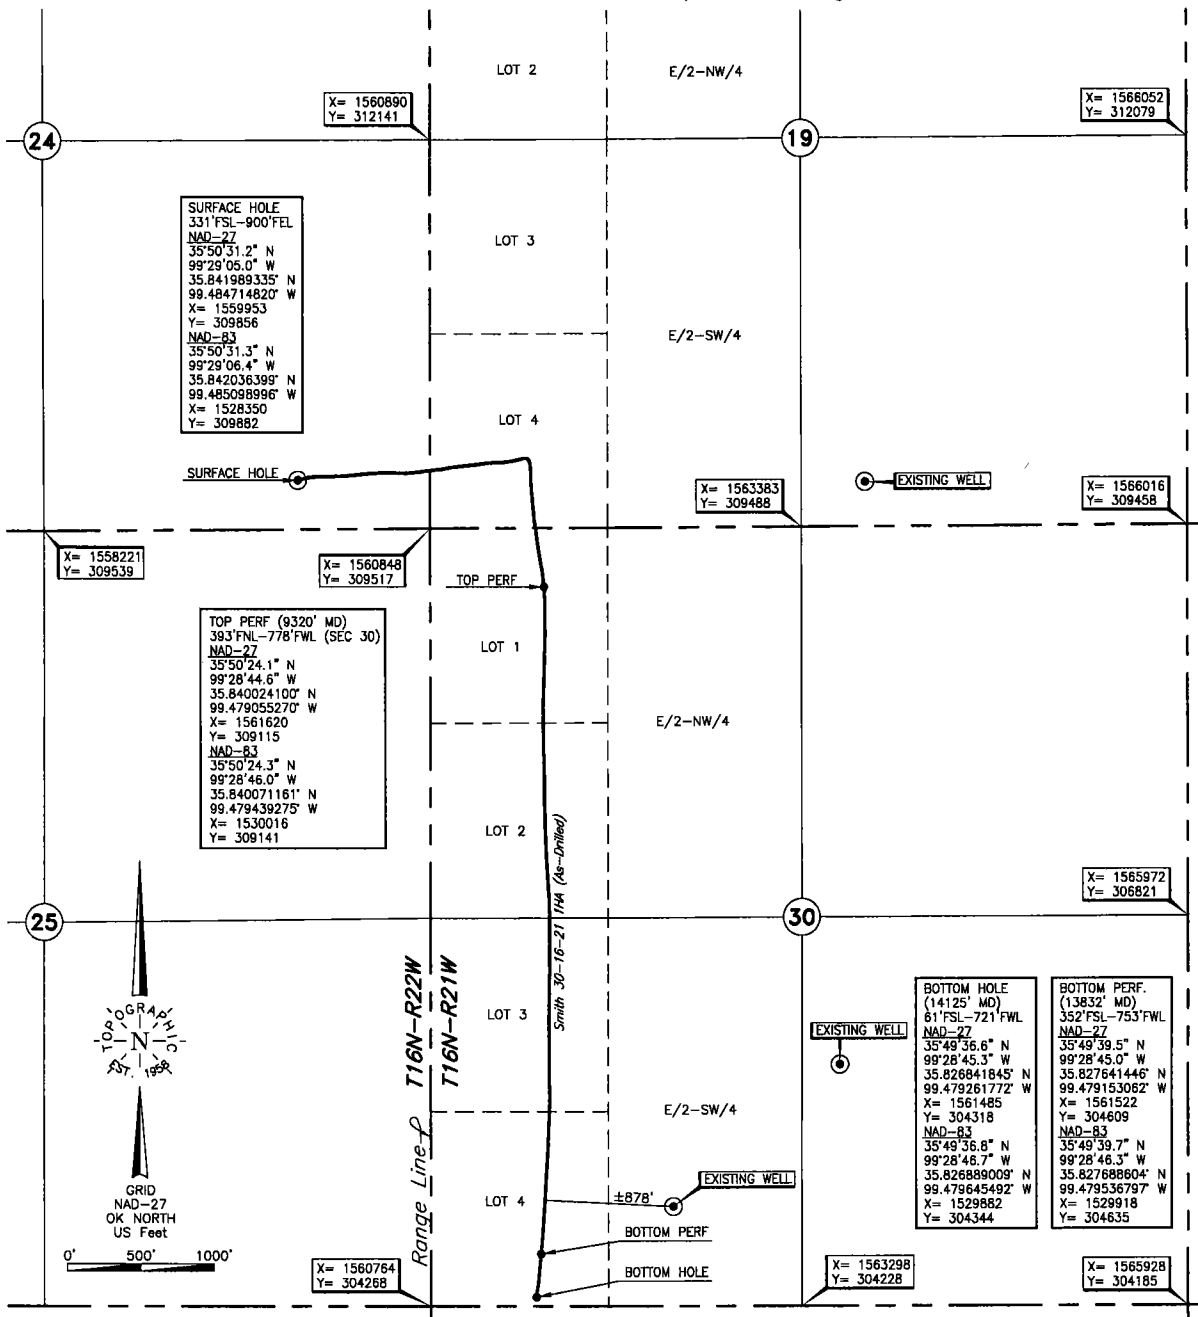 LOT 2
E/2-NW/4
X= 1560890
Y= 312141
X= 1566052
Y= 312079
24
19
SURFACE HOLE
331'FSL-900'FEL
NAD-27
35°50'31.2" N
99°29'05.0" W
35.841989335° N
99.484714820° W
X= 1559953
Y= 309856
NAD-83
35°50'31.3" N
99°29'06.4" W
35.842036399° N
99.485098996° W
X= 1528350
Y= 309882
LOT 3
E/2-SW/4
LOT 4
SURFACE HOLE
X= 1563383
Y= 309488
EXISTING WELL
X= 1566016
Y= 309458
X= 1558221
Y= 309539
X= 1560848
Y= 309517
TOP PERF
TOP PERF (9320' MD)
393'FNL-778'FWL (SEC 30)
NAD-27
35°50'24.1" N
99°28'44.6" W
35.840024100° N
99.479055270° W
X= 1561620
Y= 309115
NAD-83
35°50'24.3" N
99°28'46.0" W
35.840071161° N
99.479439275° W
X= 1530016
Y= 309141
LOT 1
E/2-NW/4
LOT 2
Smith 30-16-21 1HA (As-Drilled)
X= 1565972
Y= 306821
25
30
T16N-R22W
T16N-R21W
Range Line
TOPOGRAPHIC
N
EST. 1958
GRID
NAD-27
OK NORTH
US Feet
0' 500' 1000'
LOT 3
EXISTING WELL
E/2-SW/4
BOTTOM HOLE
(14125' MD)
61'FSL-721'FWL
NAD-27
35°49'36.6" N
99°28'45.3" W
35.826841845° N
99.479261772° W
X= 1561485
Y= 304318
NAD-83
35°49'36.8" N
99°28'46.7" W
35.826889009° N
99.479645492° W
X= 1529882
Y= 304344
BOTTOM PERF.
(13832' MD)
352'FSL-753'FWL
NAD-27
35°49'39.5" N
99°28'45.0" W
35.827641446° N
99.479153062° W
X= 1561522
Y= 304609
NAD-83
35°49'39.7" N
99°28'46.3" W
35.827688604° N
99.479536797° W
X= 1529918
Y= 304635
LOT 4
±878'
EXISTING WELL
BOTTOM PERF
BOTTOM HOLE
X= 1560764
Y= 304268
X= 1563298
Y= 304228
X= 1565928
Y= 304185